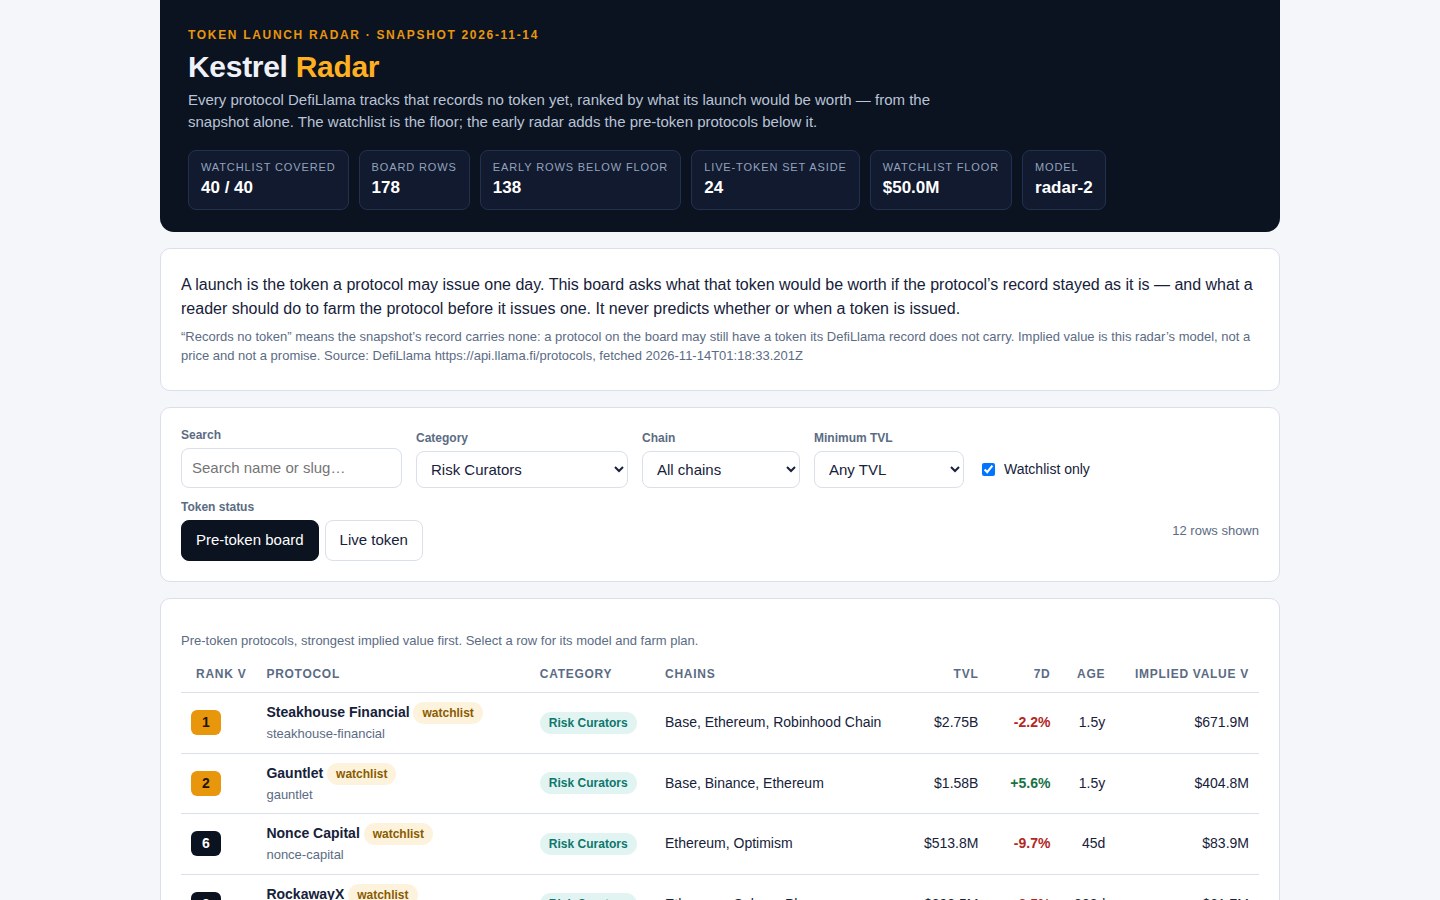 TOKEN LAUNCH RADAR · SNAPSHOT 2026-11-14
Kestrel Radar
Every protocol DefiLlama tracks that records no token yet, ranked by what its launch would be worth — from the
snapshot alone. The watchlist is the floor; the early radar adds the pre-token protocols below it.
WATCHLIST COVERED
40 / 40
BOARD ROWS
178
EARLY ROWS BELOW FLOOR
138
LIVE-TOKEN SET ASIDE
24
WATCHLIST FLOOR
$50.0M
MODEL
radar-2
A launch is the token a protocol may issue one day. This board asks what that token would be worth if the protocol’s record stayed as it is — and what a
reader should do to farm the protocol before it issues one. It never predicts whether or when a token is issued.
“Records no token” means the snapshot’s record carries none: a protocol on the board may still have a token its DefiLlama record does not carry. Implied value is this radar’s model, not a
price and not a promise. Source: DefiLlama https://api.llama.fi/protocols, fetched 2026-11-14T01:18:33.201Z
Search
Search name or slug…
Category
Risk Curators
Chain
All chains
Minimum TVL
Any TVL
Watchlist only
Token status
Pre-token board
Live token
12 rows shown
Pre-token protocols, strongest implied value first. Select a row for its model and farm plan.
RANK V PROTOCOL CATEGORY CHAINS TVL 7D AGE IMPLIED VALUE V
1 Steakhouse Financial watchlist Risk Curators Base, Ethereum, Robinhood Chain $2.75B -2.2% 1.5y $671.9M
steakhouse-financial
2 Gauntlet watchlist Risk Curators Base, Binance, Ethereum $1.58B +5.6% 1.5y $404.8M
gauntlet
6 Nonce Capital watchlist Risk Curators Ethereum, Optimism $513.8M -9.7% 45d $83.9M
nonce-capital
RockawayX watchlist